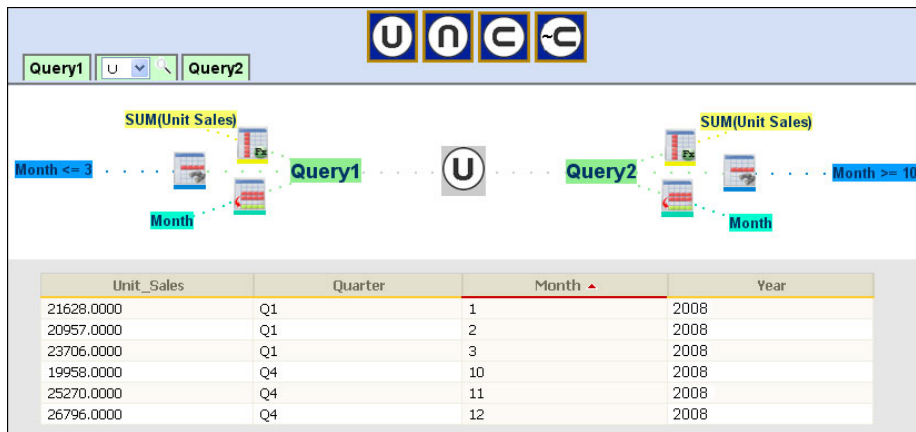 U ∩ ⊂ ~⊂
Query1 U Query2
SUM(Unit Sales)
SUM(Unit Sales)
Month <= 3
Query1
U
Query2
Month >= 10
Month
Month
Unit_Sales Quarter Month Year
21628.0000 Q1 1 2008
20957.0000 Q1 2 2008
23706.0000 Q1 3 2008
19958.0000 Q4 10 2008
25270.0000 Q4 11 2008
26796.0000 Q4 12 2008